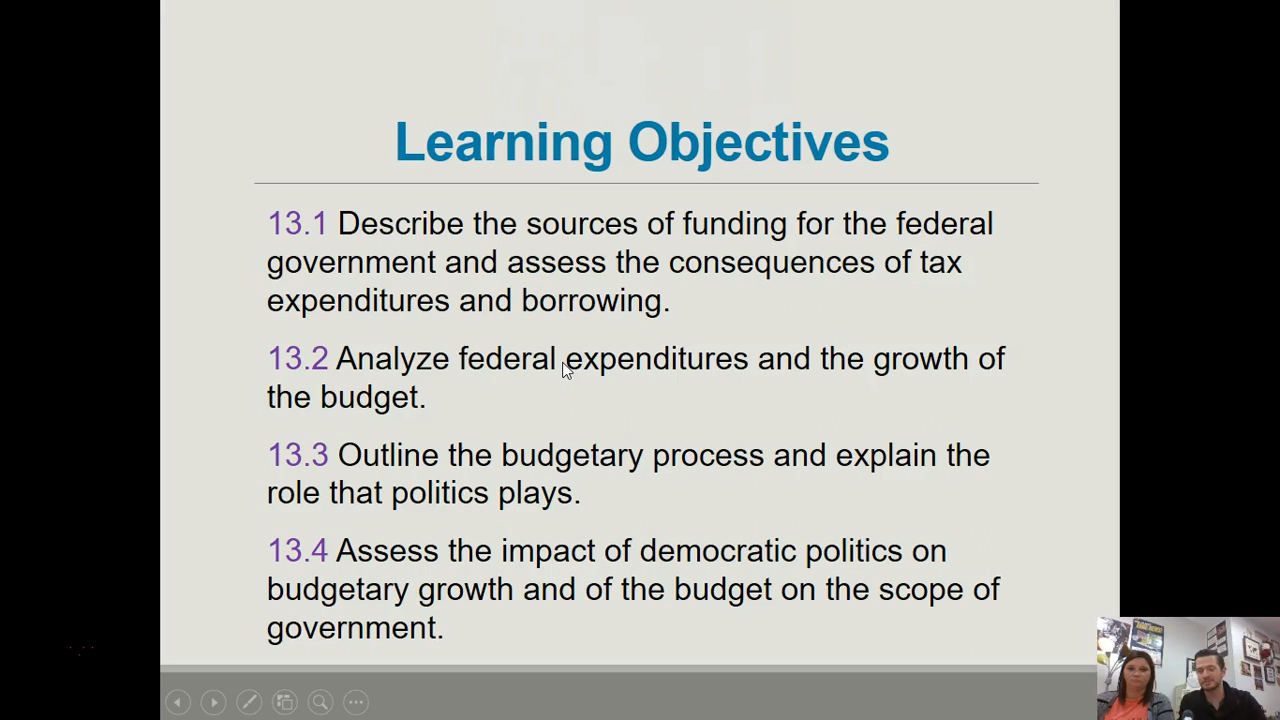 Learning Objectives
13.1 Describe the sources of funding for the federal
government and assess the consequences of tax
expenditures and borrowing.
13.2 Analyze federal expenditures and the growth of
the budget.
13.3 Outline the budgetary process and explain the
role that politics plays.
13.4 Assess the impact of democratic politics on
budgetary growth and of the budget on the scope of
government.